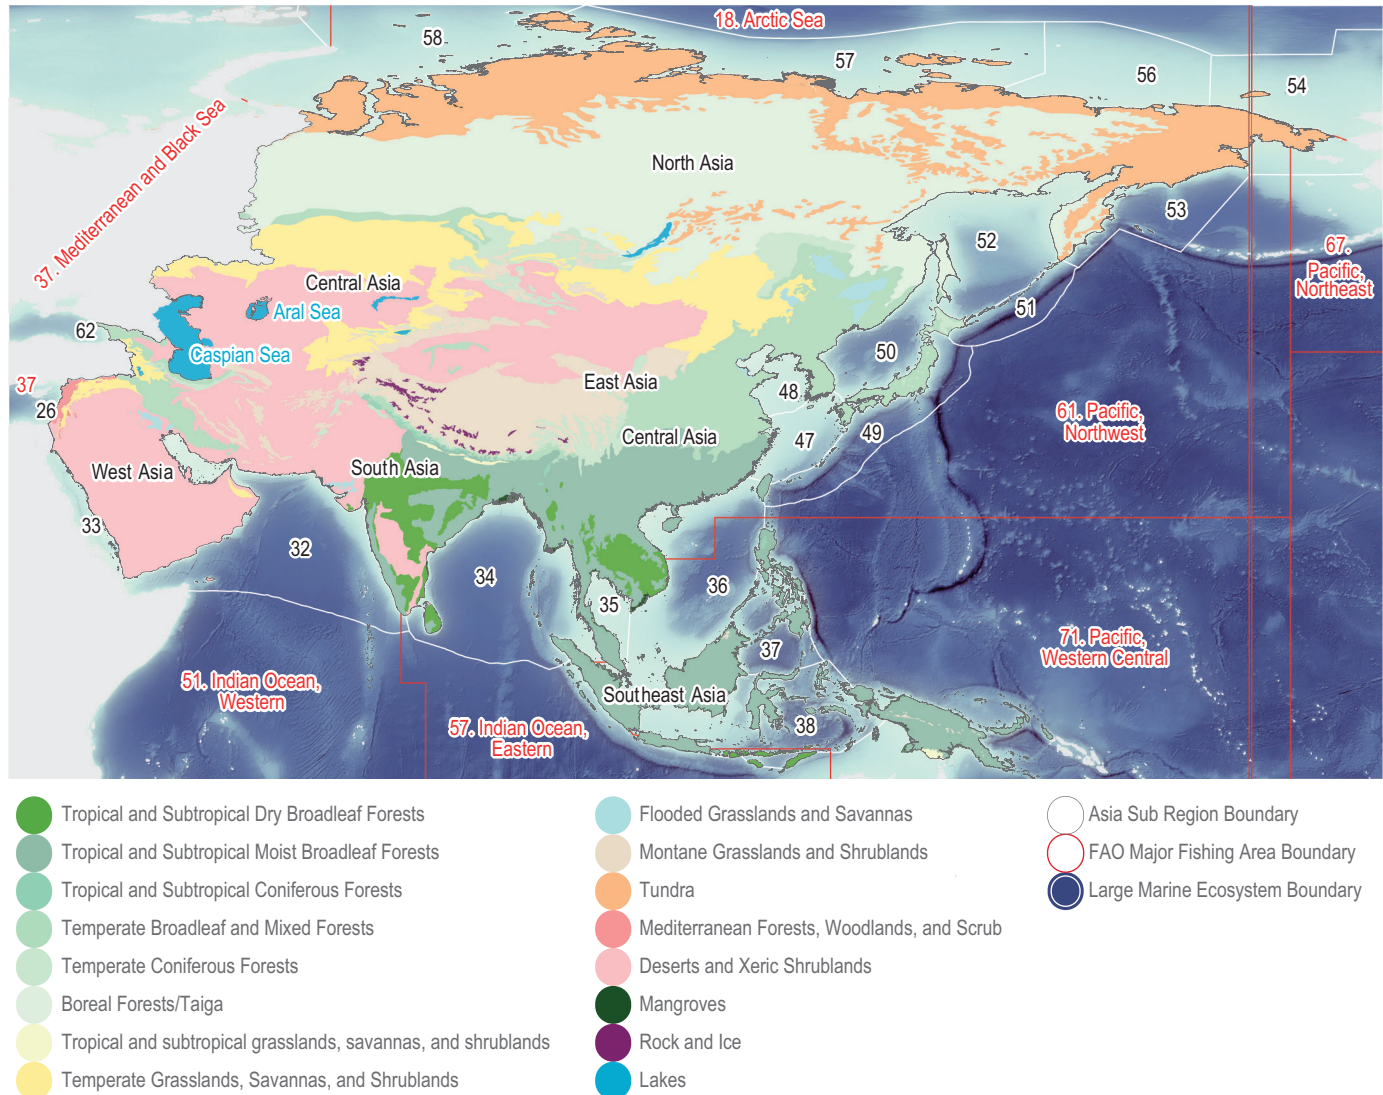 18. Arctic Sea
58
57
56
54
37. Mediterranean and Black Sea
North Asia
53
52
67.
Pacific,
Northeast
Central Asia
Aral Sea
51
62
Caspian Sea
50
37
26
East Asia
48
61. Pacific,
Northwest
Central Asia
47
49
West Asia
South Asia
33
32
34
36
35
37
71. Pacific,
Western Central
51. Indian Ocean,
Western
Southeast Asia
57. Indian Ocean,
Eastern
38
Tropical and Subtropical Dry Broadleaf Forests
Tropical and Subtropical Moist Broadleaf Forests
Tropical and Subtropical Coniferous Forests
Temperate Broadleaf and Mixed Forests
Temperate Coniferous Forests
Boreal Forests/Taiga
Tropical and subtropical grasslands, savannas, and shrublands
Temperate Grasslands, Savannas, and Shrublands
Flooded Grasslands and Savannas
Montane Grasslands and Shrublands
Tundra
Mediterranean Forests, Woodlands, and Scrub
Deserts and Xeric Shrublands
Mangroves
Rock and Ice
Lakes
Asia Sub Region Boundary
FAO Major Fishing Area Boundary
Large Marine Ecosystem Boundary